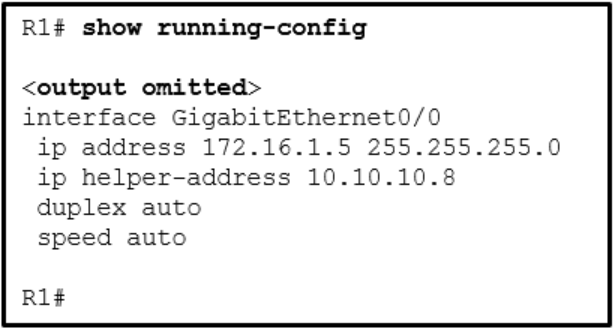 R1# show running-config
<output omitted>
interface GigabitEthernet0/0
ip address 172.16.1.5 255.255.255.0
ip helper-address 10.10.10.8
duplex auto
speed auto
R1#